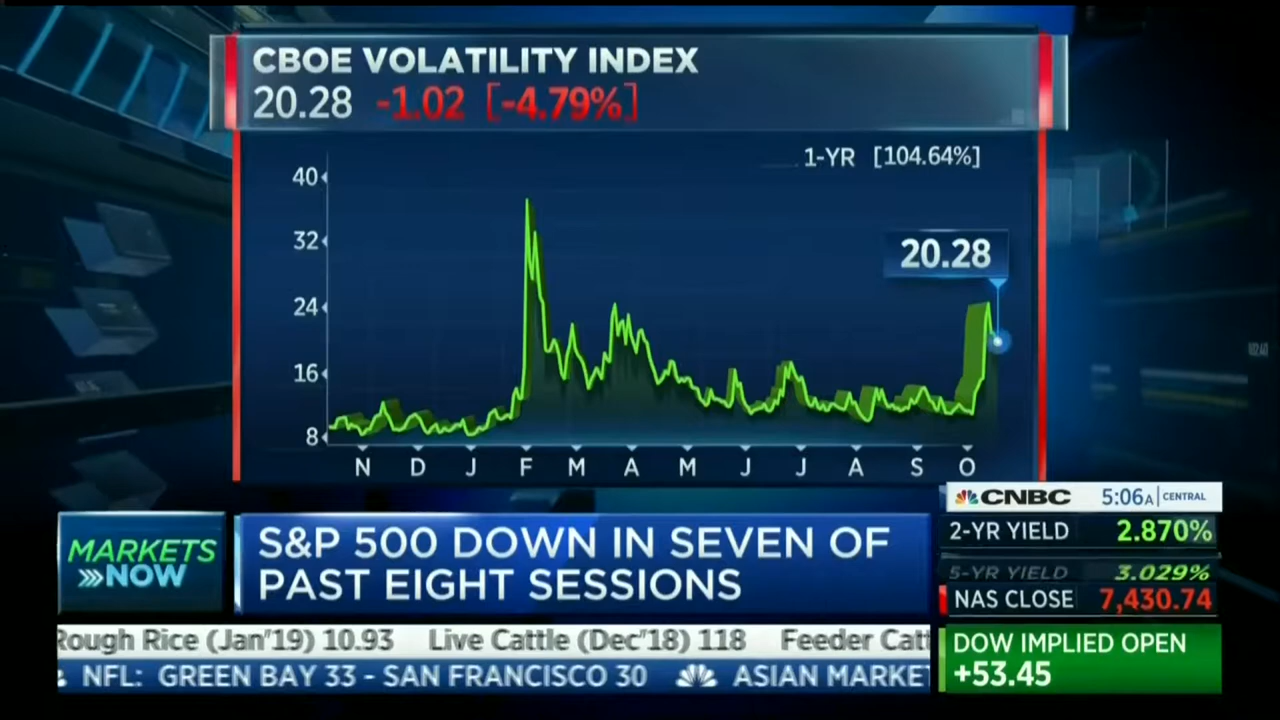 CBOE VOLATILITY INDEX
20.28 -1.02 [-4.79%]
1-YR [104.64%]
40
32
24
16
8
20.28
N D J F M A M J J A S O
CNBC 5:06A CENTRAL
2-YR YIELD 2.870%
5-YR YIELD 3.029%
NAS CLOSE 7,430.74
MARKETS
NOW
S&P 500 DOWN IN SEVEN OF
PAST EIGHT SESSIONS
Rough Rice (Jan'19) 10.93 Live Cattle (Dec'18) 118 Feeder Catt
NFL: GREEN BAY 33 - SAN FRANCISCO 30 ASIAN MARKE
DOW IMPLIED OPEN
+53.45